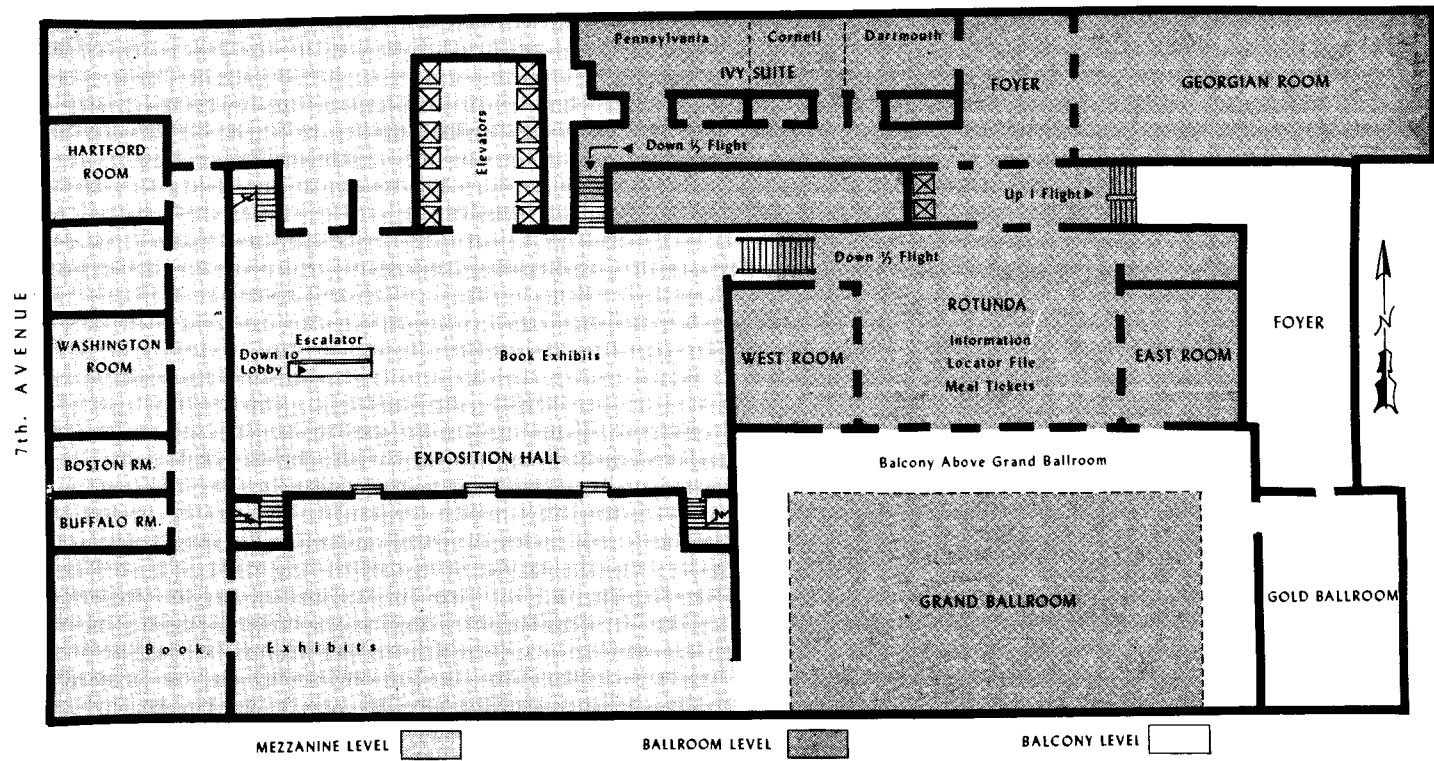 Pennsylvania
Cornell
Dartmouth
IVY SUITE
FOYER
GEORGIAN ROOM
Elevators
HARTFORD
ROOM
Down ½ Flight
Up 1 Flight
Down ½ Flight
7th. AVENUE
WASHINGTON
ROOM
Escalator
Down to
Lobby
Book Exhibits
WEST ROOM
ROTUNDA
Information
Locator File
Meal Tickets
EAST ROOM
FOYER
N
BOSTON RM.
EXPOSITION HALL
Balcony Above Grand Ballroom
BUFFALO RM.
GRAND BALLROOM
GOLD BALLROOM
Book Exhibits
MEZZANINE LEVEL
BALLROOM LEVEL
BALCONY LEVEL